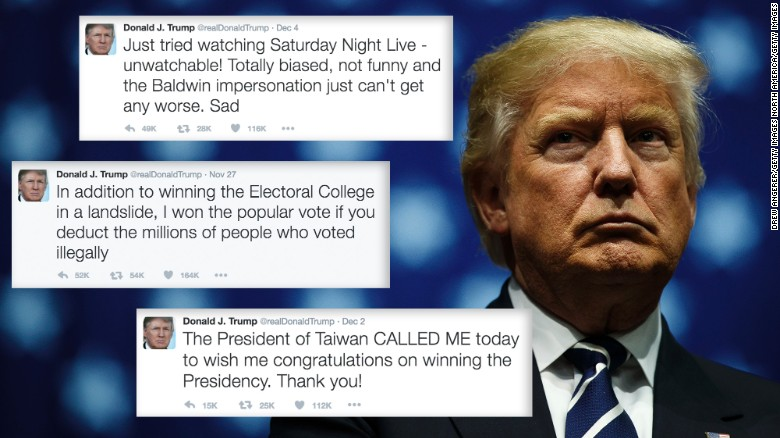 Donald J. Trump @realDonaldTrump · Dec 4
Just tried watching Saturday Night Live -
unwatchable! Totally biased, not funny and
the Baldwin impersonation just can't get
any worse. Sad
49K 28K 116K
Donald J. Trump @realDonaldTrump · Nov 27
In addition to winning the Electoral College
in a landslide, I won the popular vote if you
deduct the millions of people who voted
illegally
52K 54K 164K
Donald J. Trump @realDonaldTrump · Dec 2
The President of Taiwan CALLED ME today
to wish me congratulations on winning the
Presidency. Thank you!
15K 25K 112K
DREW ANGERER/GETTY IMAGES NORTH AMERICA/GETTY IMAGES